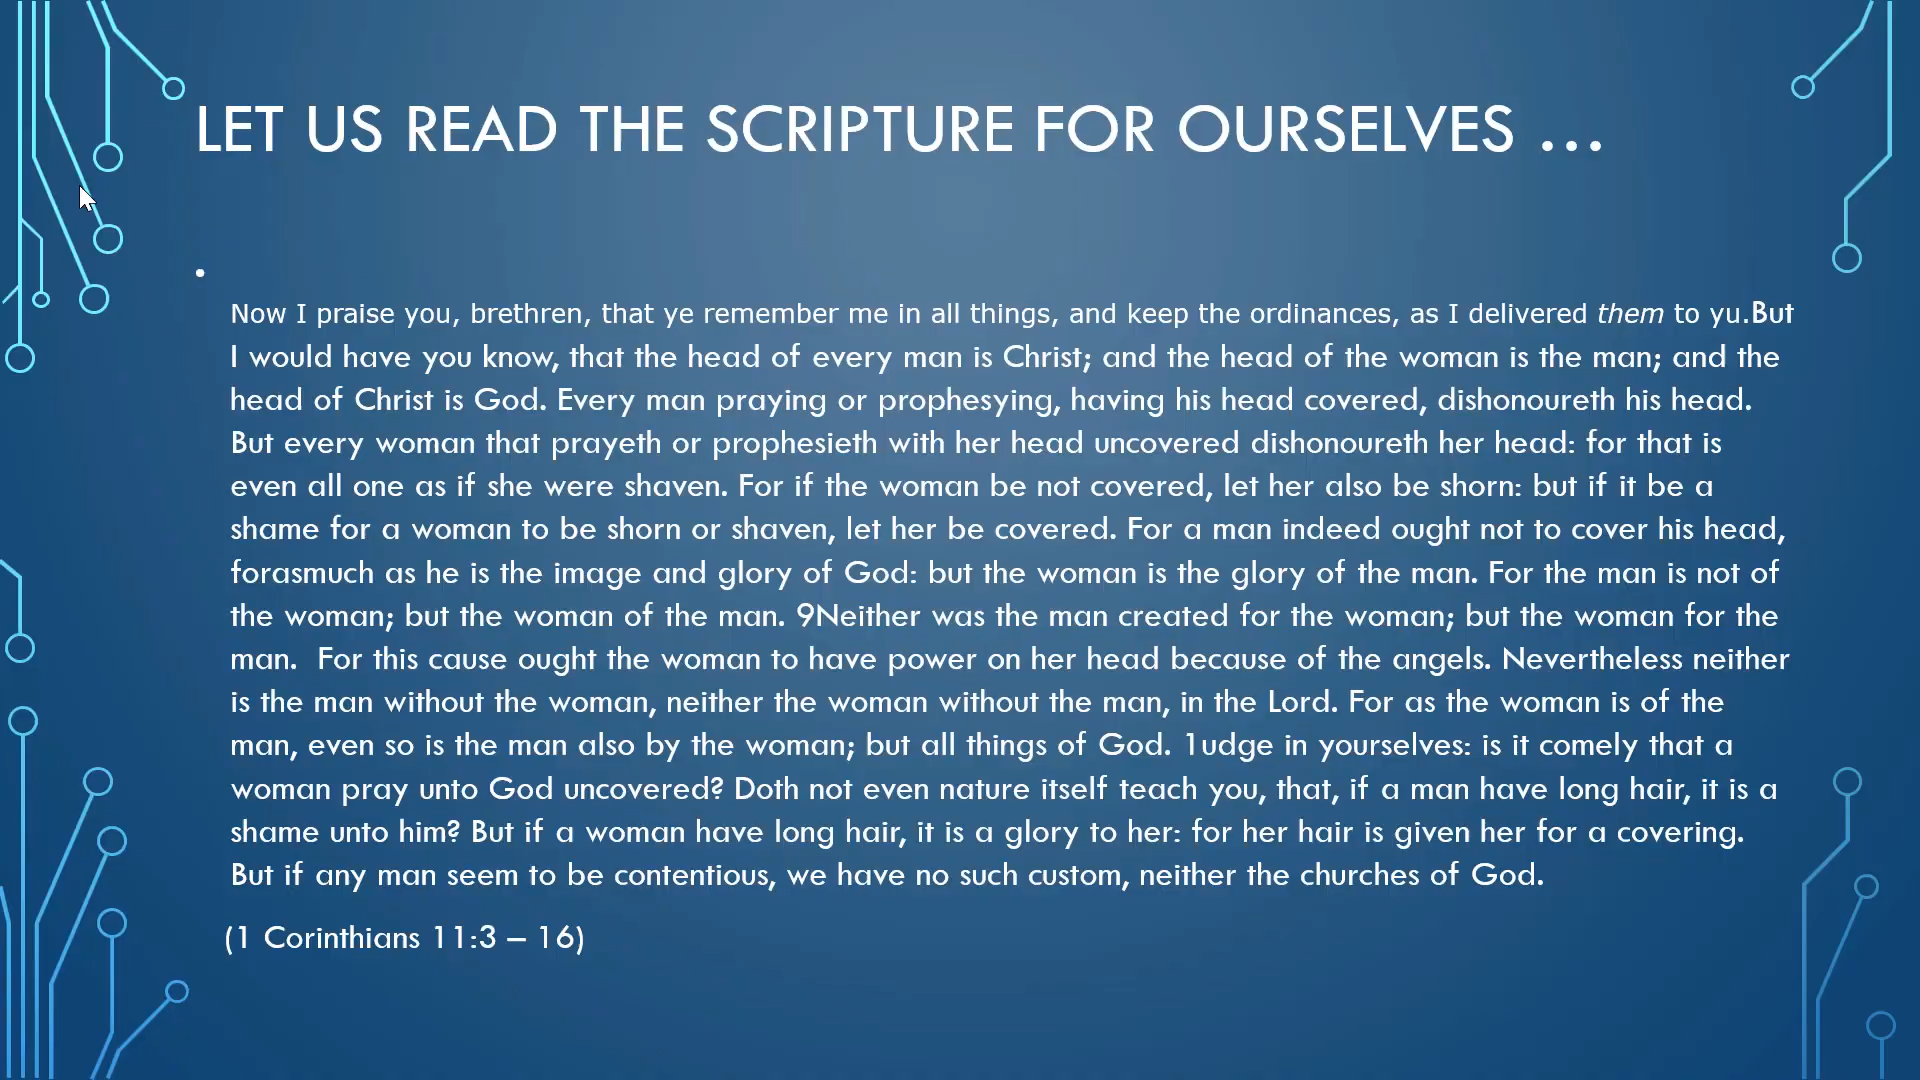 LET US READ THE SCRIPTURE FOR OURSELVES …
• Now I praise you, brethren, that ye remember me in all things, and keep the ordinances, as I delivered them to yu.But
I would have you know, that the head of every man is Christ; and the head of the woman is the man; and the
head of Christ is God. Every man praying or prophesying, having his head covered, dishonoureth his head.
But every woman that prayeth or prophesieth with her head uncovered dishonoureth her head: for that is
even all one as if she were shaven. For if the woman be not covered, let her also be shorn: but if it be a
shame for a woman to be shorn or shaven, let her be covered. For a man indeed ought not to cover his head,
forasmuch as he is the image and glory of God: but the woman is the glory of the man. For the man is not of
the woman; but the woman of the man. 9Neither was the man created for the woman; but the woman for the
man.  For this cause ought the woman to have power on her head because of the angels. Nevertheless neither
is the man without the woman, neither the woman without the man, in the Lord. For as the woman is of the
man, even so is the man also by the woman; but all things of God. 1udge in yourselves: is it comely that a
woman pray unto God uncovered? Doth not even nature itself teach you, that, if a man have long hair, it is a
shame unto him? But if a woman have long hair, it is a glory to her: for her hair is given her for a covering.
But if any man seem to be contentious, we have no such custom, neither the churches of God.
(1 Corinthians 11:3 – 16)